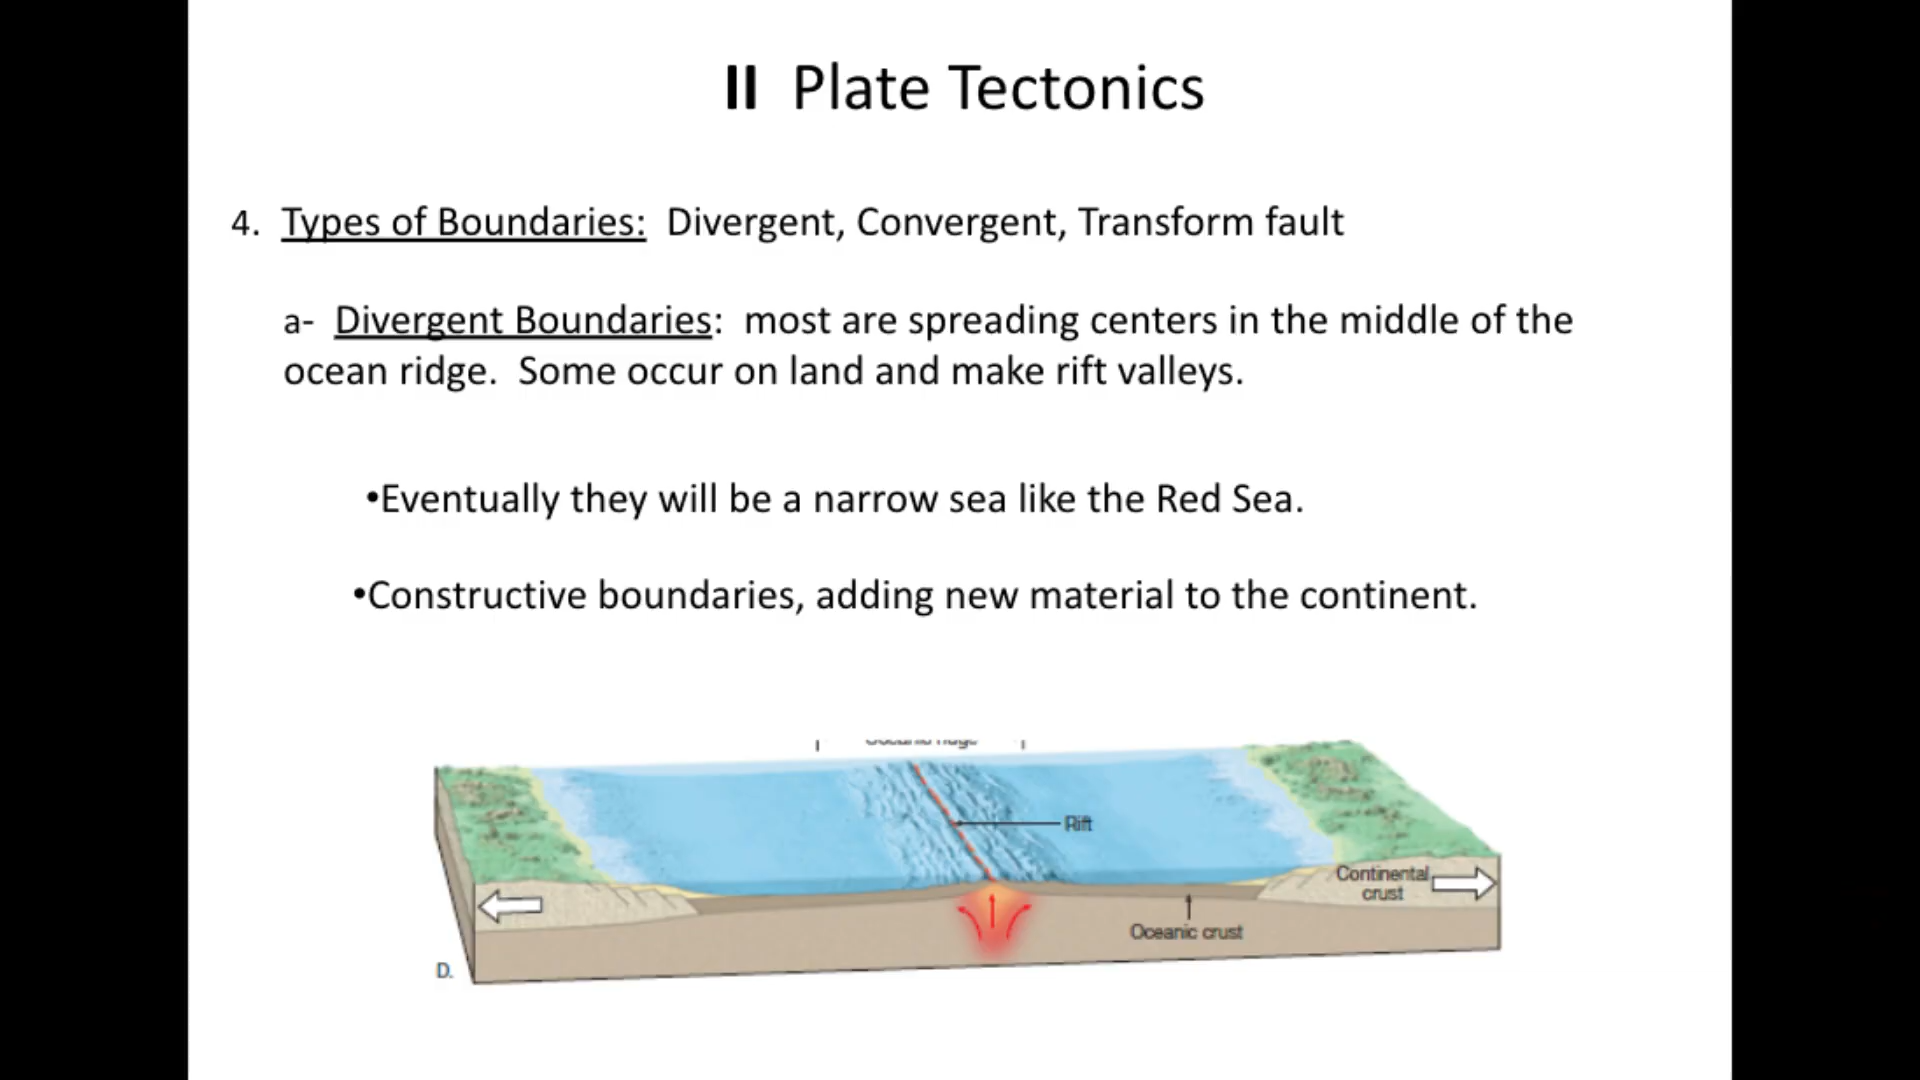 II Plate Tectonics
4. Types of Boundaries: Divergent, Convergent, Transform fault
a- Divergent Boundaries: most are spreading centers in the middle of the
ocean ridge. Some occur on land and make rift valleys.
•Eventually they will be a narrow sea like the Red Sea.
•Constructive boundaries, adding new material to the continent.
Rift
Continental
crust
Oceanic crust
D.